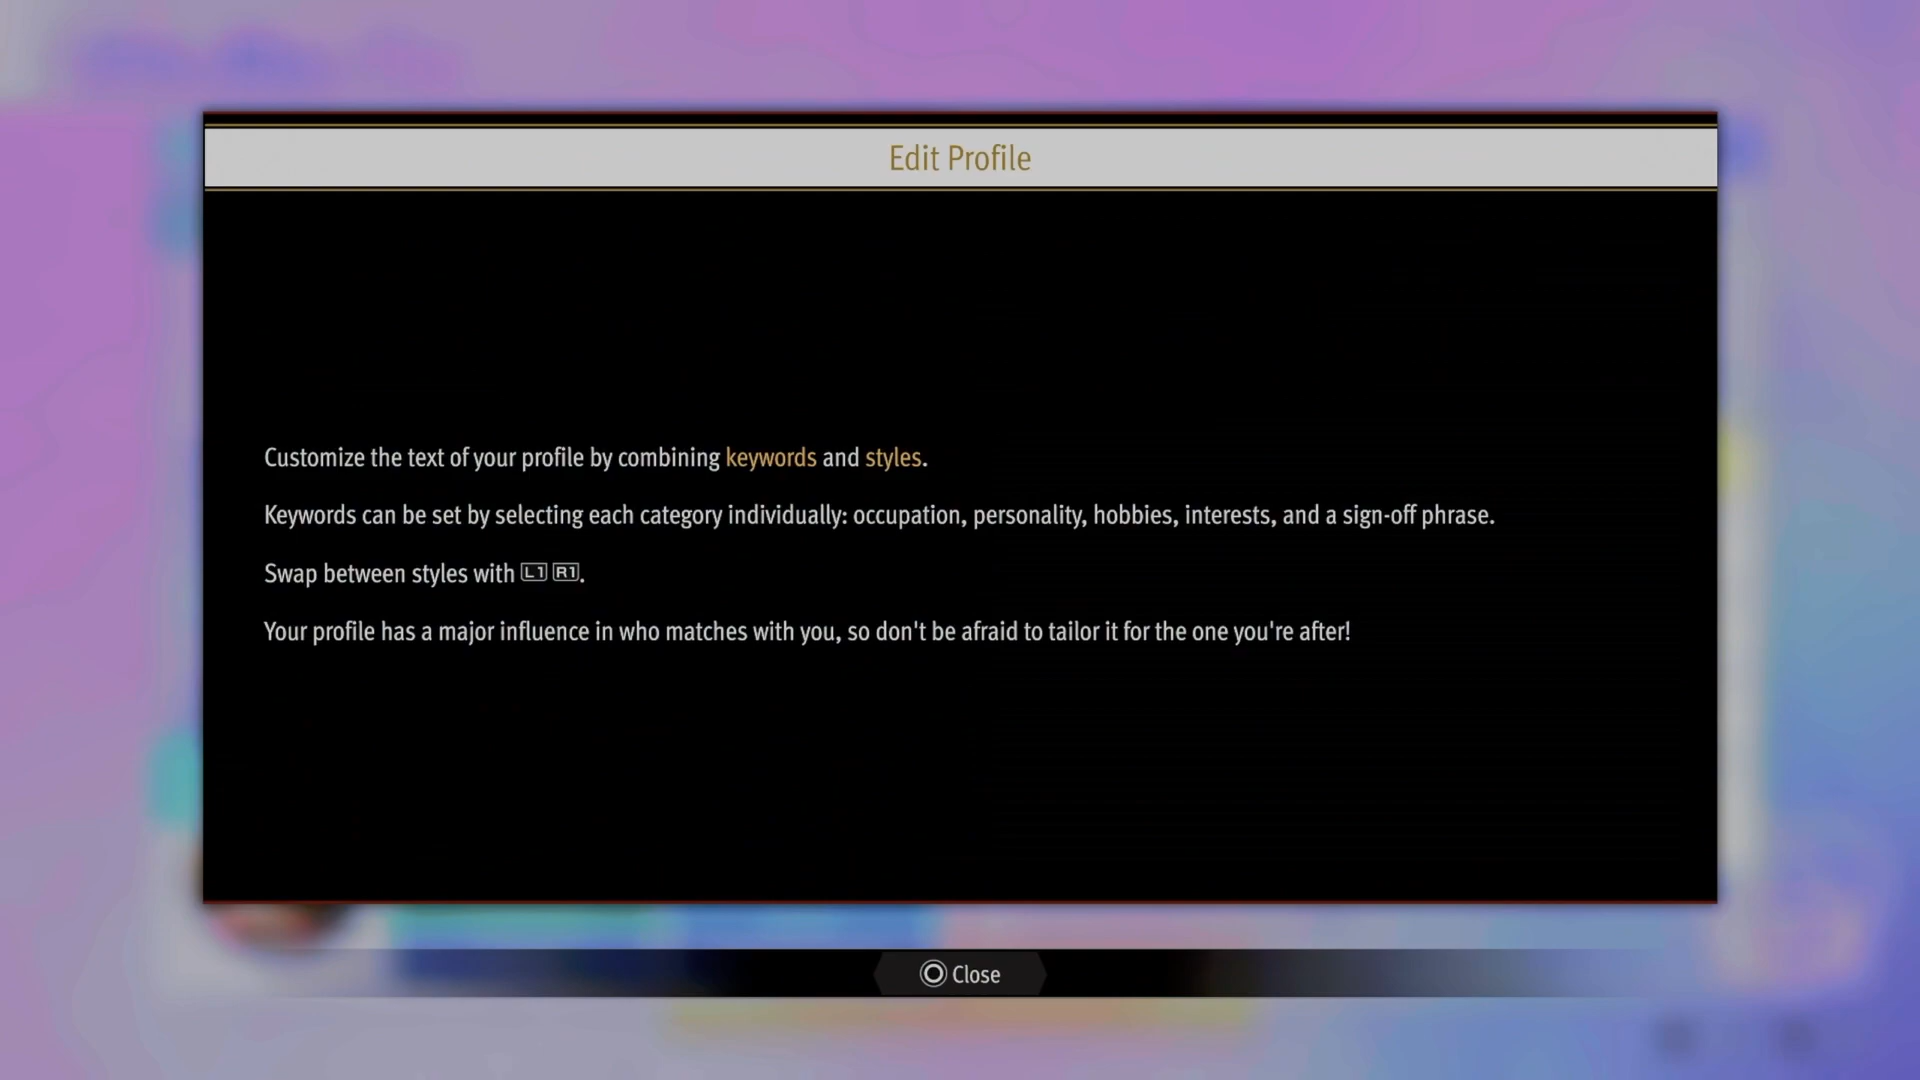 Edit Profile
Customize the text of your profile by combining keywords and styles.
Keywords can be set by selecting each category individually: occupation, personality, hobbies, interests, and a sign-off phrase.
Swap between styles with L1 R1.
Your profile has a major influence in who matches with you, so don't be afraid to tailor it for the one you're after!
Close